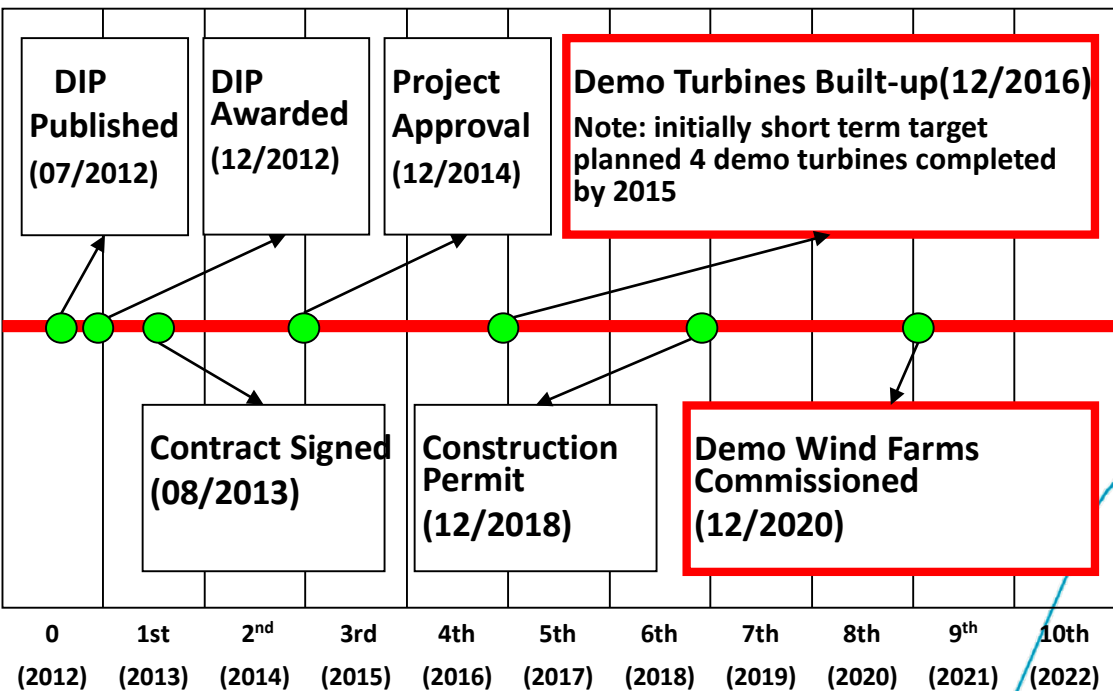 DIP
Published
(07/2012)
DIP
Awarded
(12/2012)
Project
Approval
(12/2014)
Demo Turbines Built-up(12/2016)
Note: initially short term target
planned 4 demo turbines completed
by 2015
Contract Signed
(08/2013)
Construction
Permit
(12/2018)
Demo Wind Farms
Commissioned
(12/2020)
0 1st 2nd 3rd 4th 5th 6th 7th 8th 9th 10th
(2012) (2013) (2014) (2015) (2016) (2017) (2018) (2019) (2020) (2021) (2022)